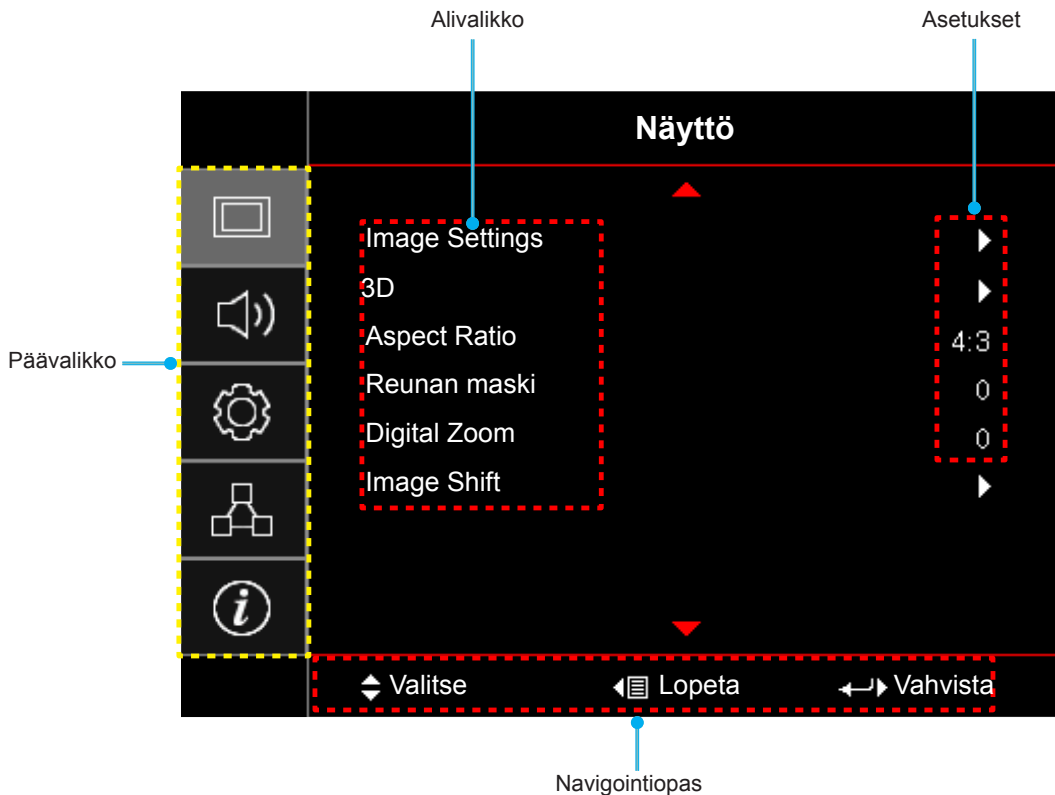 Alivalikko
Asetukset
Näyttö
Image Settings
3D
Aspect Ratio 4:3
Päävalikko
Reunan maski 0
Digital Zoom 0
Image Shift
i
Valitse Lopeta Vahvista
Navigointiopas